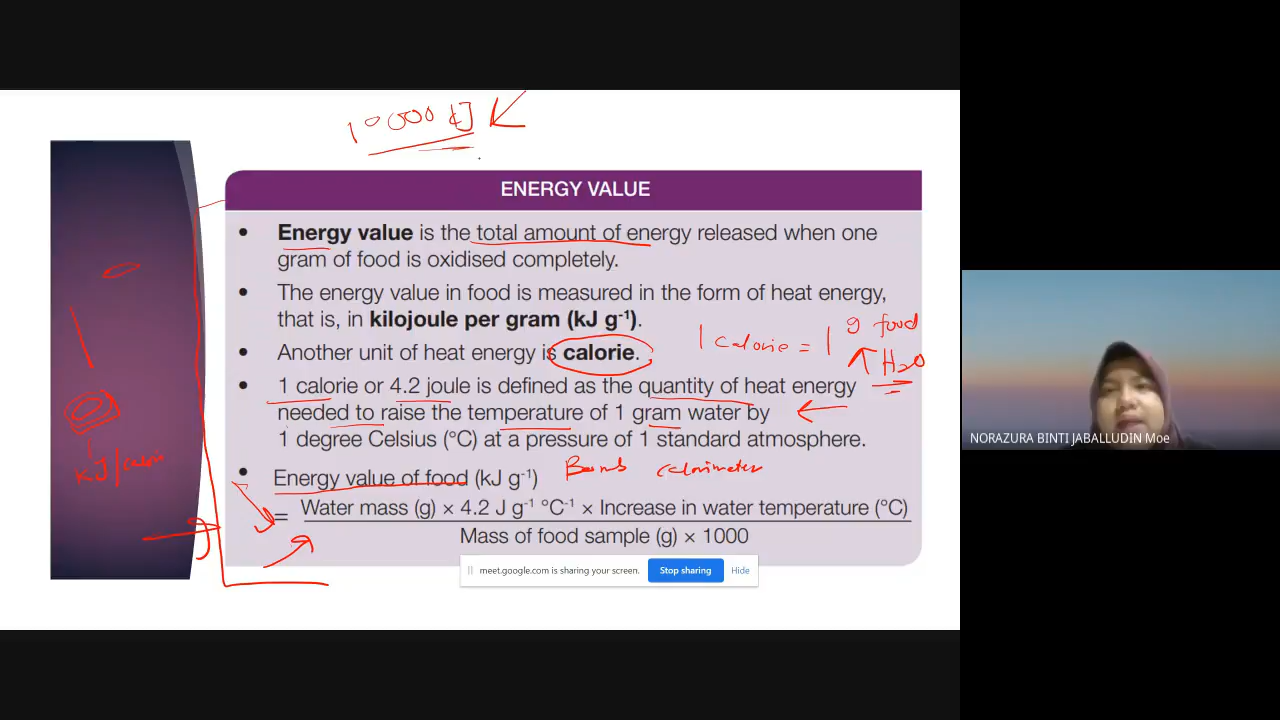 10000 kJ
ENERGY VALUE
• Energy value is the total amount of energy released when one
gram of food is oxidised completely.
• The energy value in food is measured in the form of heat energy,
that is, in kilojoule per gram (kJ g⁻¹).
• Another unit of heat energy is calorie.
1 calorie = 1 g food
H₂O
• 1 calorie or 4.2 joule is defined as the quantity of heat energy
needed to raise the temperature of 1 gram water by
1 degree Celsius (°C) at a pressure of 1 standard atmosphere.
kJ/calorie
• Energy value of food (kJ g⁻¹)
Bomb calorimeter
= Water mass (g) × 4.2 J g⁻¹ °C⁻¹ × Increase in water temperature (°C)
Mass of food sample (g) × 1000
meet.google.com is sharing your screen. Stop sharing Hide
NORAZURA BINTI JABALLUDIN Moe